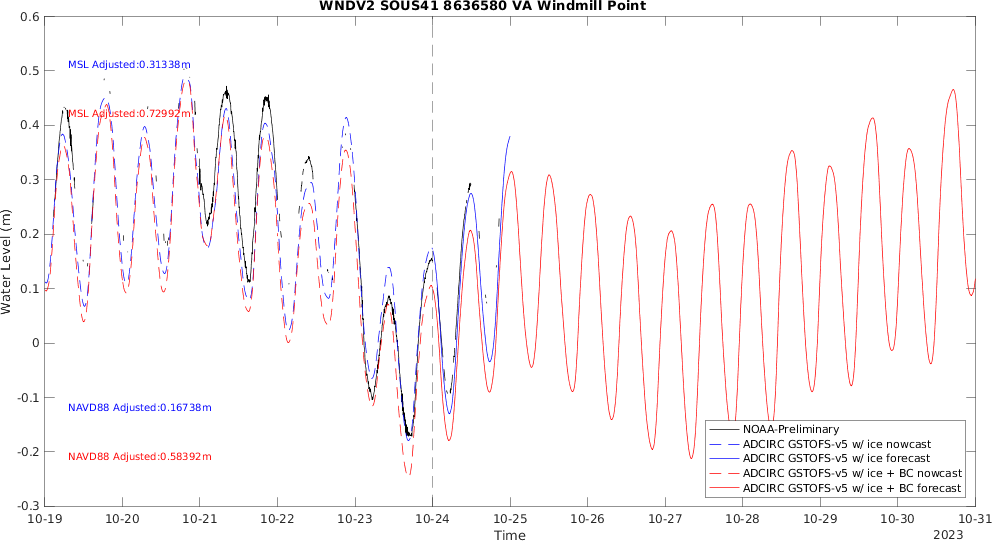 WNDV2 SOUS41 8636580 VA Windmill Point
0.6
0.5
0.4
0.3
0.2
0.1
0
-0.1
-0.2
-0.3
Water Level (m)
MSL Adjusted:0.31338m
MSL Adjusted:0.72992m
NAVD88 Adjusted:0.16738m
NAVD88 Adjusted:0.58392m
NOAA-Preliminary
ADCIRC GSTOFS-v5 w/ ice nowcast
ADCIRC GSTOFS-v5 w/ ice forecast
ADCIRC GSTOFS-v5 w/ ice + BC nowcast
ADCIRC GSTOFS-v5 w/ ice + BC forecast
10-19 10-20 10-21 10-22 10-23 10-24 10-25 10-26 10-27 10-28 10-29 10-30 10-31
Time
2023